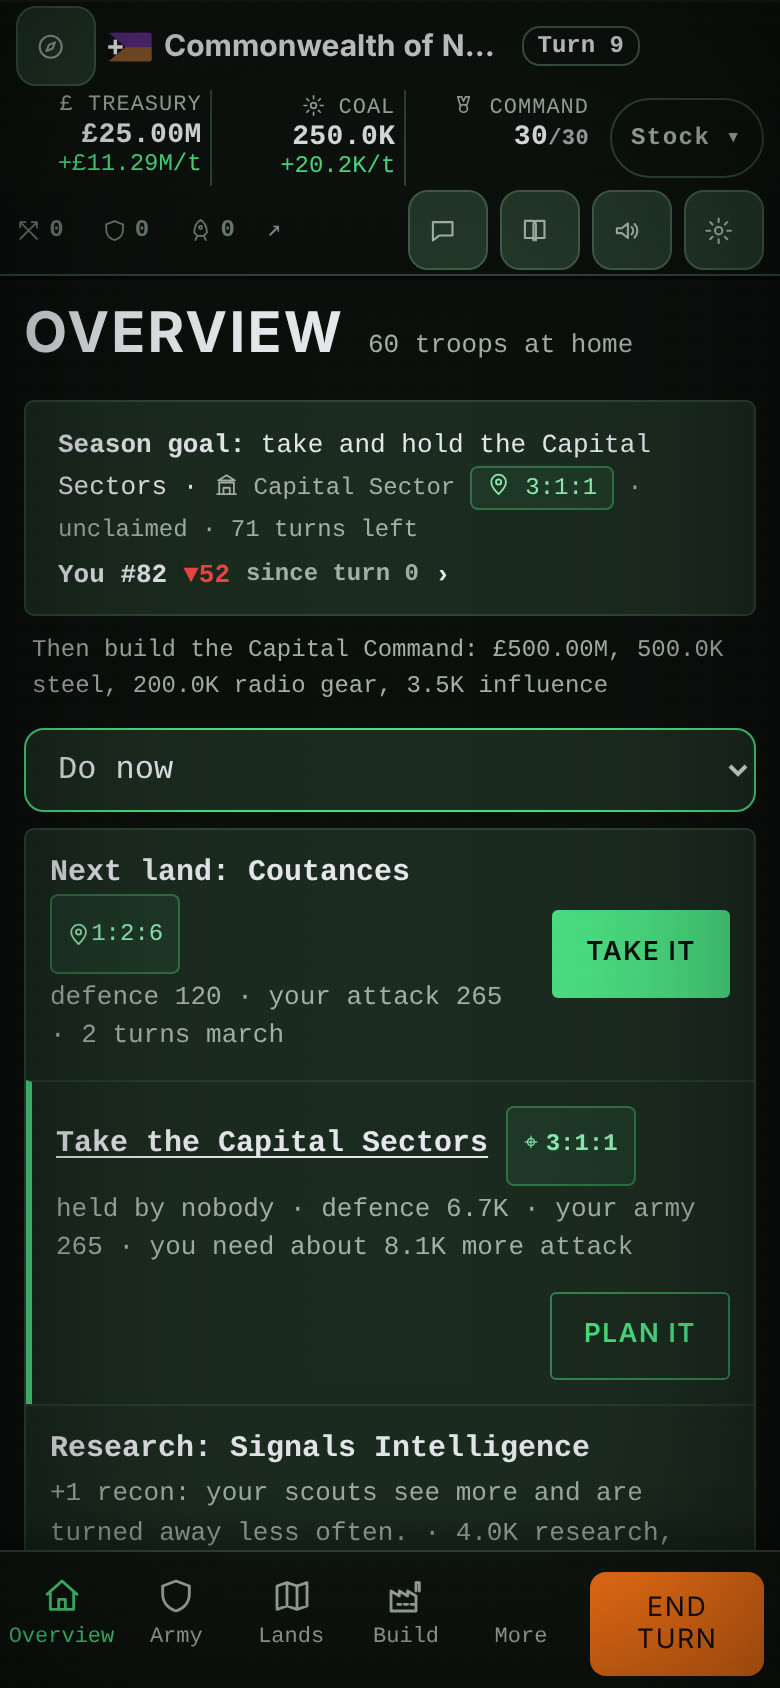 Commonwealth of N...
Turn 9
£ TREASURY
£25.00M
+£11.29M/t
COAL
250.0K
+20.2K/t
COMMAND
30/30
Stock ▾
0 0 0 ↗
OVERVIEW 60 troops at home
Season goal: take and hold the Capital
Sectors · Capital Sector 3:1:1 ·
unclaimed · 71 turns left
You #82 ▼52 since turn 0 ›
Then build the Capital Command: £500.00M, 500.0K
steel, 200.0K radio gear, 3.5K influence
Do now
Next land: Coutances
1:2:6
TAKE IT
defence 120 · your attack 265
· 2 turns march
Take the Capital Sectors 3:1:1
held by nobody · defence 6.7K · your army
265 · you need about 8.1K more attack
PLAN IT
Research: Signals Intelligence
+1 recon: your scouts see more and are
turned away less often. · 4.0K research,
Overview Army Lands Build More
END
TURN